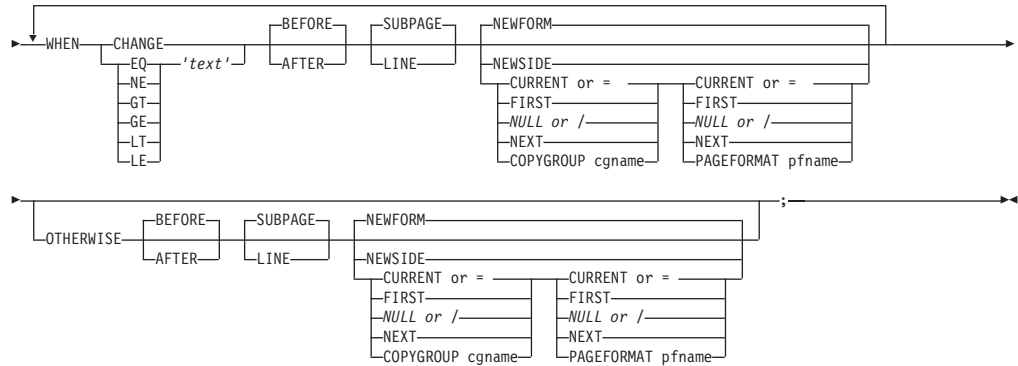 BEFORE SUBPAGE NEWFORM
WHEN CHANGE
EQ 'text' AFTER LINE NEWSIDE
NE CURRENT or = CURRENT or =
GT FIRST FIRST
GE NULL or / NULL or /
LT NEXT NEXT
LE COPYGROUP cgname PAGEFORMAT pfname
;
BEFORE SUBPAGE NEWFORM
OTHERWISE
AFTER LINE NEWSIDE
CURRENT or = CURRENT or =
FIRST FIRST
NULL or / NULL or /
NEXT NEXT
COPYGROUP cgname PAGEFORMAT pfname